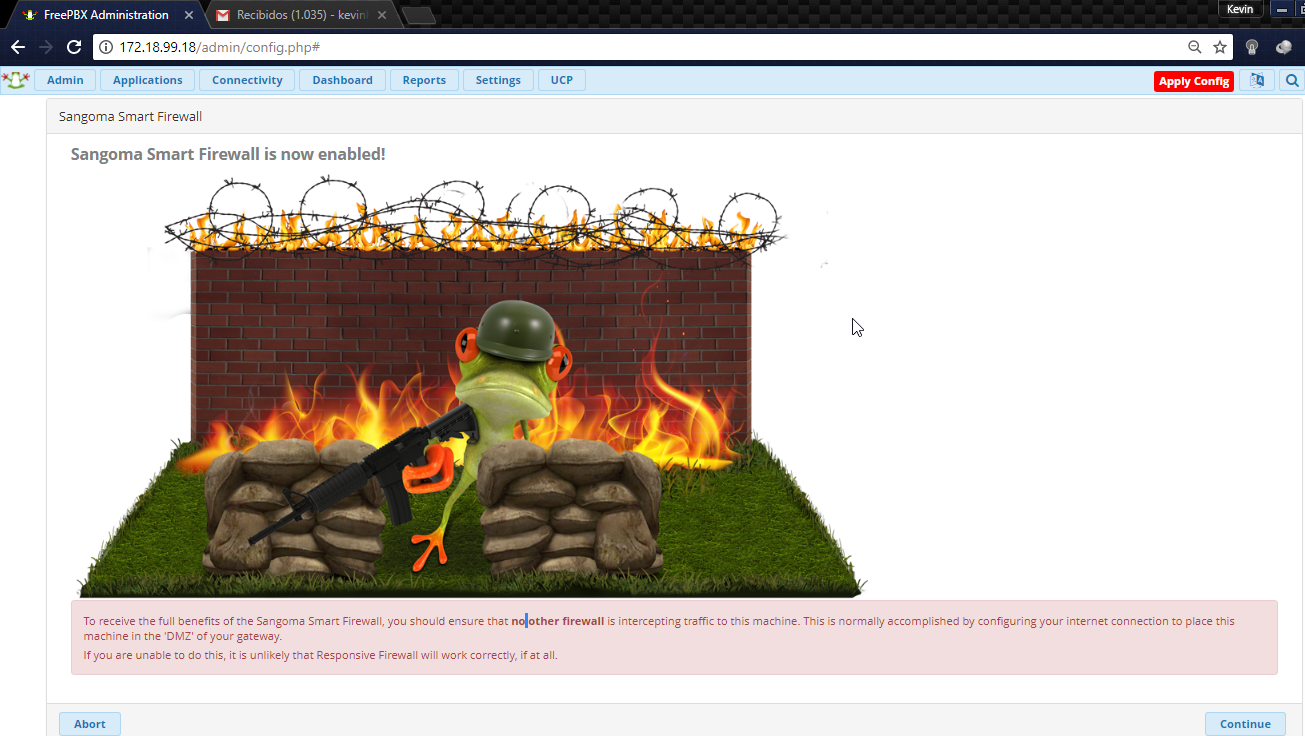 FreePBX Administration
Recibidos (1.035) - kevin
Kevin
172.18.99.18/admin/config.php#
Admin
Applications
Connectivity
Dashboard
Reports
Settings
UCP
Apply Config
Sangoma Smart Firewall
Sangoma Smart Firewall is now enabled!
To receive the full benefits of the Sangoma Smart Firewall, you should ensure that no other firewall is intercepting traffic to this machine. This is normally accomplished by configuring your internet connection to place this
machine in the 'DMZ' of your gateway.
If you are unable to do this, it is unlikely that Responsive Firewall will work correctly, if at all.
Abort
Continue